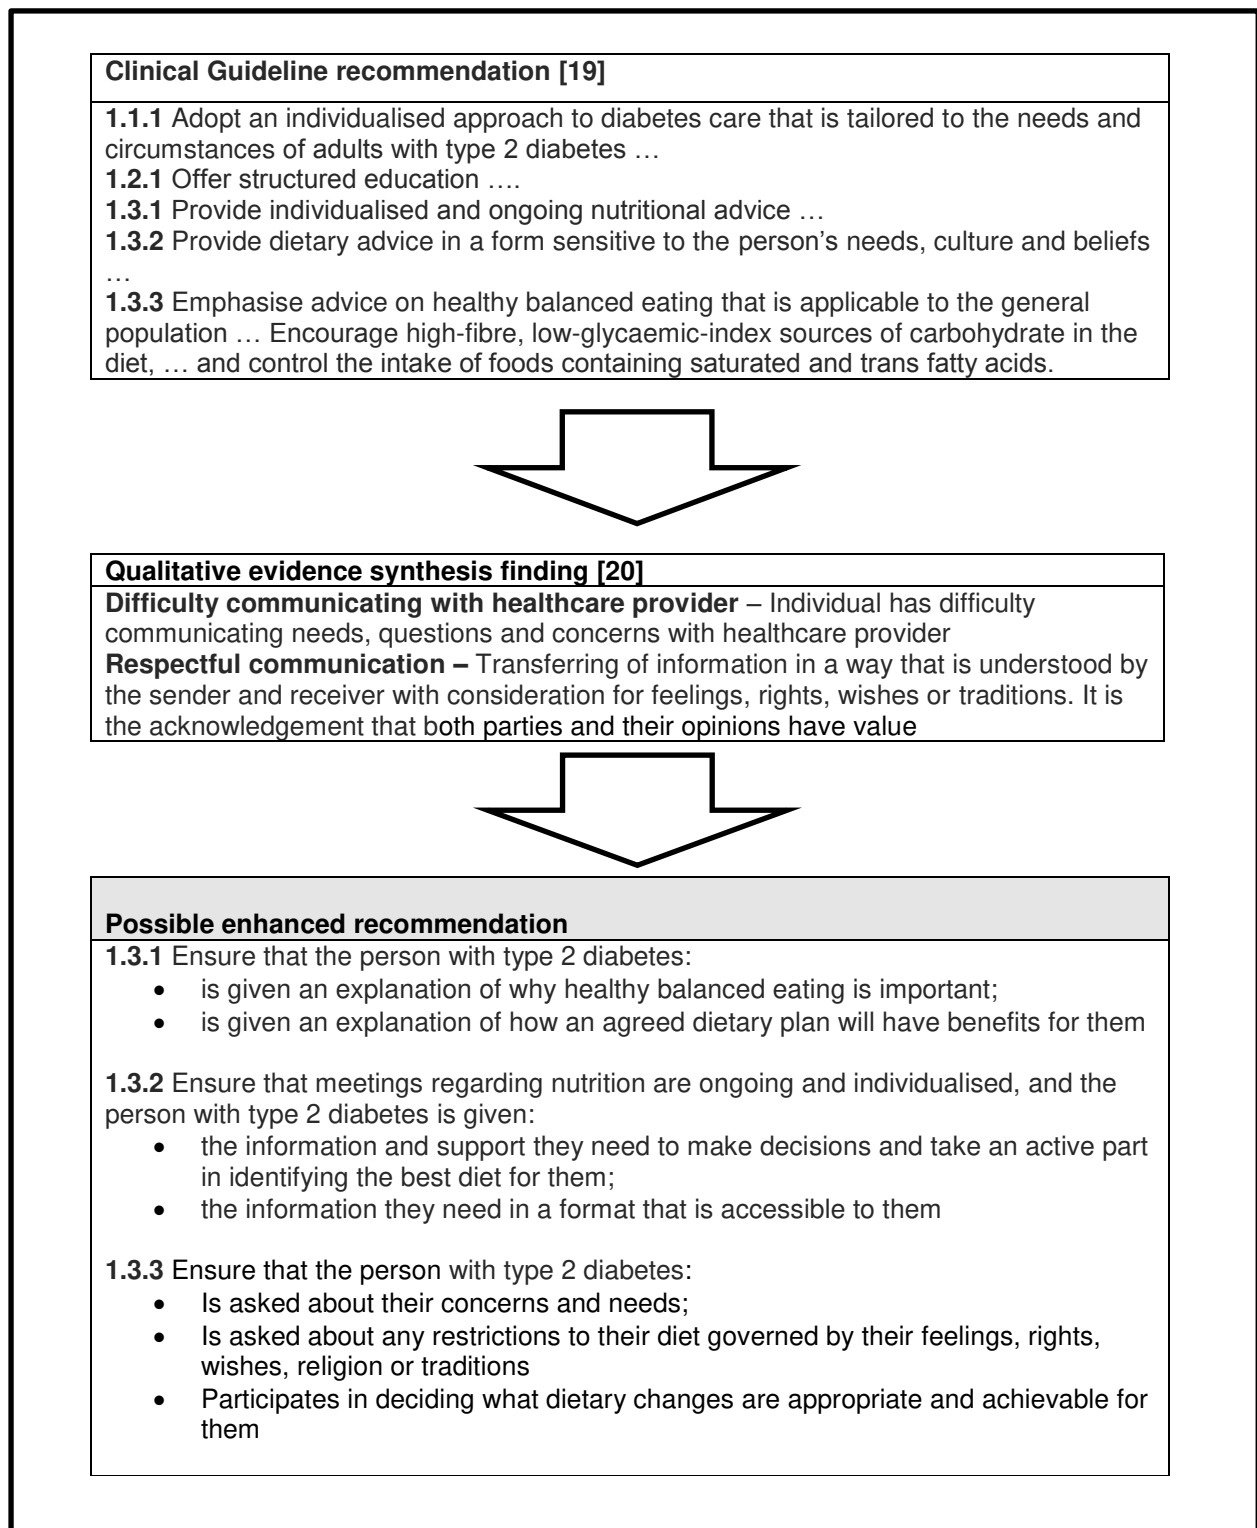 Clinical Guideline recommendation [19]
1.1.1 Adopt an individualised approach to diabetes care that is tailored to the needs and
circumstances of adults with type 2 diabetes …
1.2.1 Offer structured education ….
1.3.1 Provide individualised and ongoing nutritional advice …
1.3.2 Provide dietary advice in a form sensitive to the person's needs, culture and beliefs
…
1.3.3 Emphasise advice on healthy balanced eating that is applicable to the general
population … Encourage high-fibre, low-glycaemic-index sources of carbohydrate in the
diet, … and control the intake of foods containing saturated and trans fatty acids.
Qualitative evidence synthesis finding [20]
Difficulty communicating with healthcare provider – Individual has difficulty
communicating needs, questions and concerns with healthcare provider
Respectful communication – Transferring of information in a way that is understood by
the sender and receiver with consideration for feelings, rights, wishes or traditions. It is
the acknowledgement that both parties and their opinions have value
Possible enhanced recommendation
1.3.1 Ensure that the person with type 2 diabetes:
• is given an explanation of why healthy balanced eating is important;
• is given an explanation of how an agreed dietary plan will have benefits for them
1.3.2 Ensure that meetings regarding nutrition are ongoing and individualised, and the
person with type 2 diabetes is given:
• the information and support they need to make decisions and take an active part
in identifying the best diet for them;
• the information they need in a format that is accessible to them
1.3.3 Ensure that the person with type 2 diabetes:
• Is asked about their concerns and needs;
• Is asked about any restrictions to their diet governed by their feelings, rights,
wishes, religion or traditions
• Participates in deciding what dietary changes are appropriate and achievable for
them